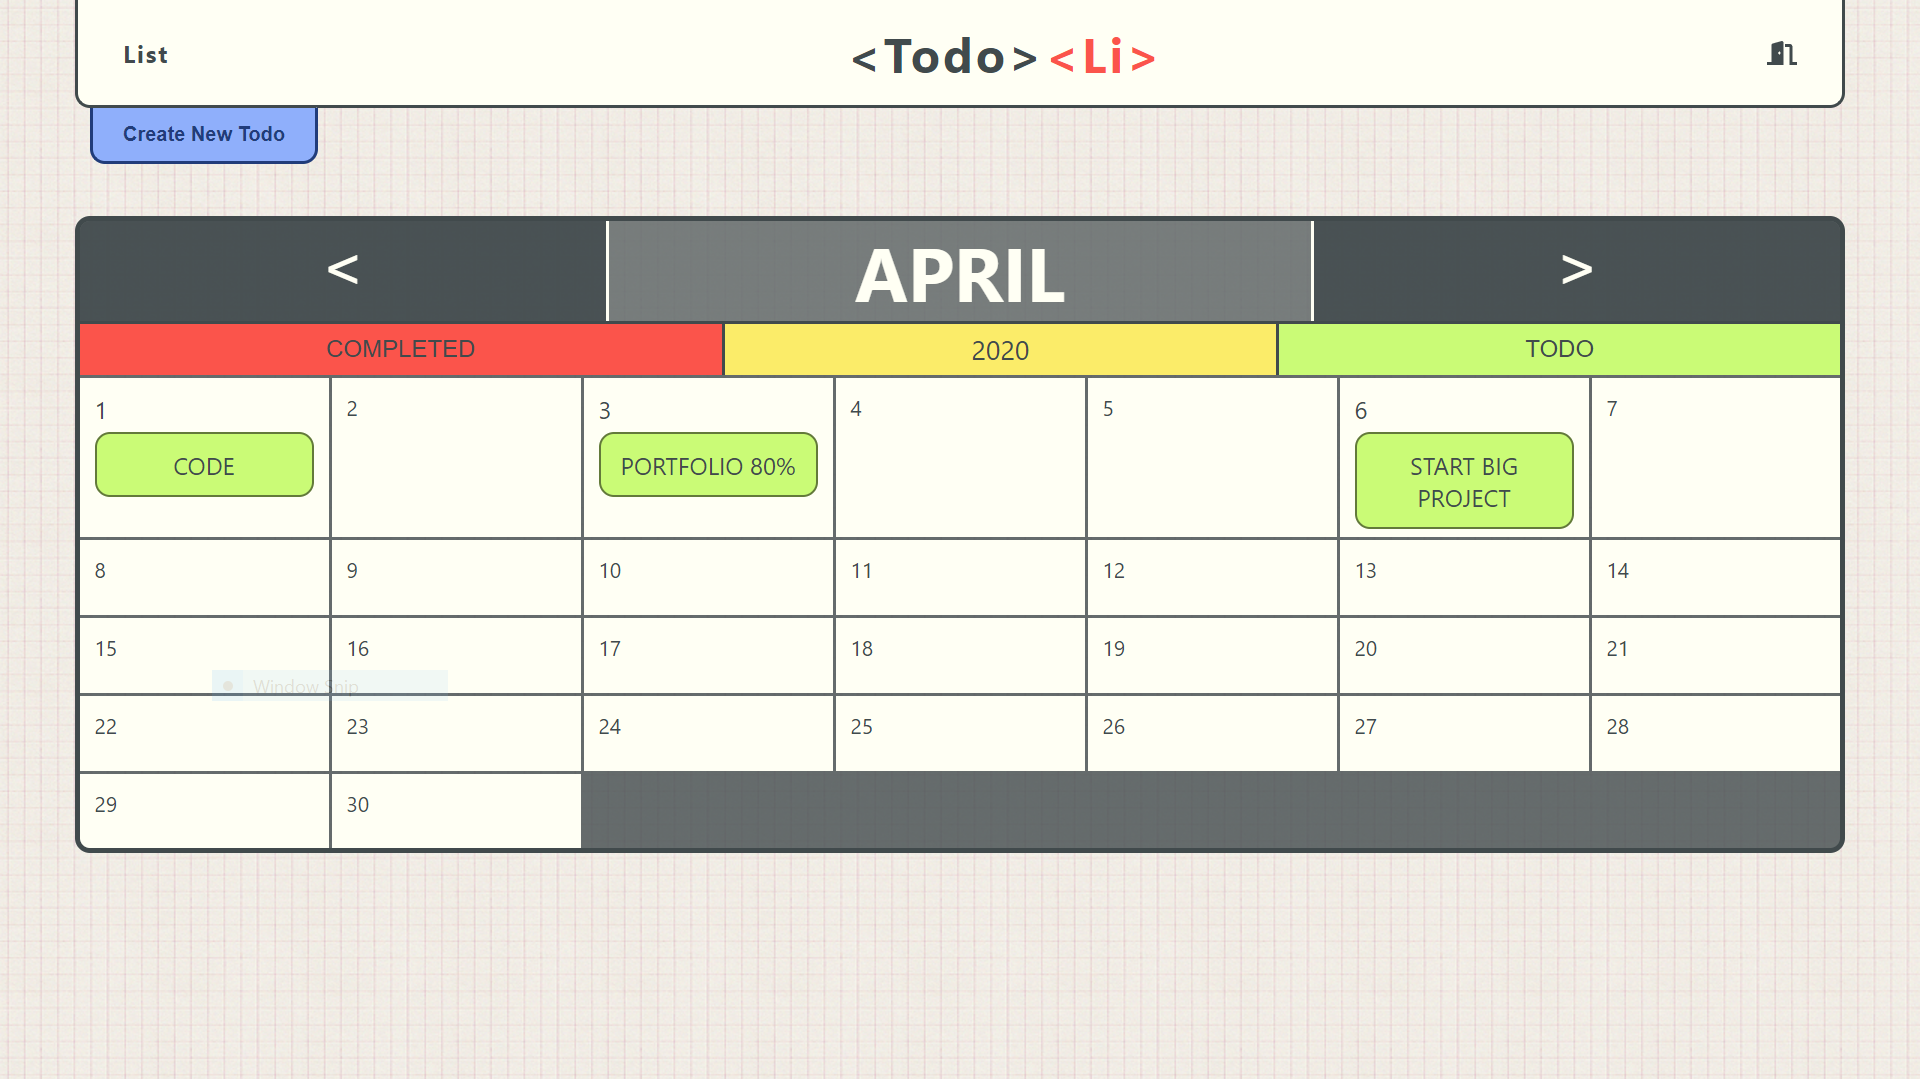 List
<Todo><Li>
Create New Todo
< APRIL >
COMPLETED 2020 TODO
1 2 3 4 5 6 7
CODE PORTFOLIO 80% START BIG
PROJECT
8 9 10 11 12 13 14
15 16 17 18 19 20 21
Window Snip
22 23 24 25 26 27 28
29 30